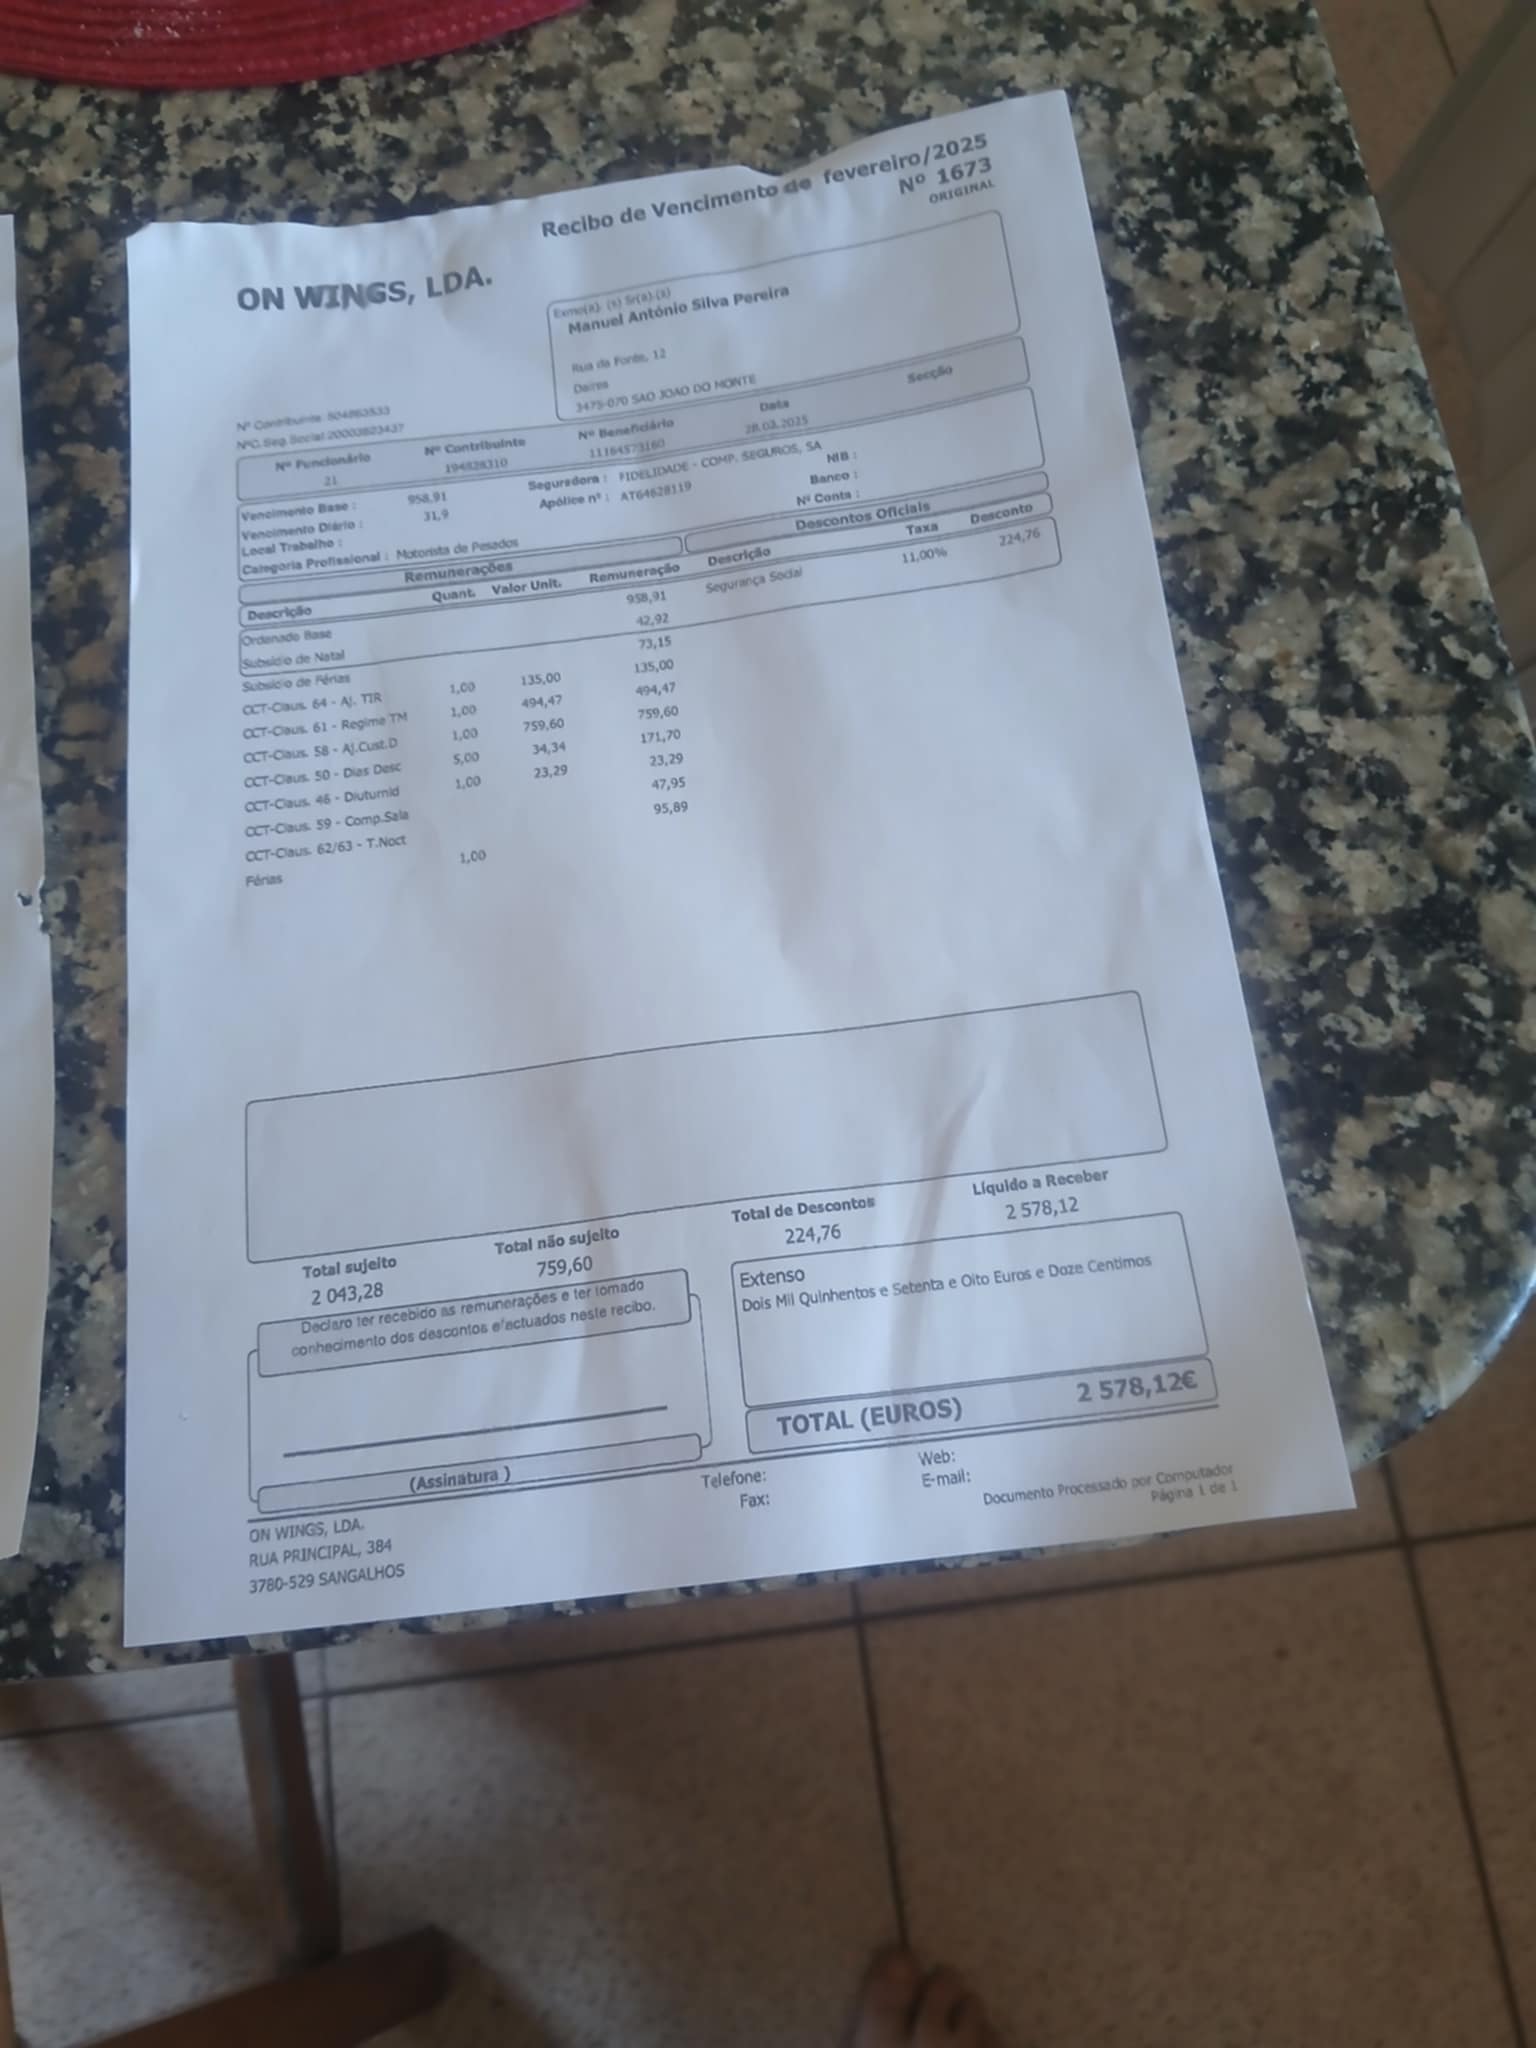 Recibo de Vencimento de fevereiro/2025
Nº 1673
ORIGINAL
ON WINGS, LDA.
Exmo(a). (s) Sr(a).(s)
Manuel António Silva Pereira
Rua da Fonte, 12
Daires
3475-070 SAO JOAO DO MONTE
Nº Contribuinte: 504863533
NºC.Seg.Social:20003823437
Nº Funcionário Nº Contribuinte Nº Beneficiário Data Secção
21 194828310 11164573160 28.02.2025
Vencimento Base : 958,91 Seguradora : FIDELIDADE - COMP. SEGUROS, SA NIB :
Vencimento Diário : 31,9 Apólice nº : AT64628119 Banco :
Local Trabalho : Nº Conta :
Categoria Profissional : Motorista de Pesados
Remunerações Descontos Oficiais
Descrição Quant. Valor Unit. Remuneração Descrição Taxa Desconto
Ordenado Base 958,91 Segurança Social 11,00% 224,76
Subsídio de Natal 42,92
Subsídio de Férias 73,15
CCT-Claus. 64 - Aj. TIR 1,00 135,00 135,00
CCT-Claus. 61 - Regime TM 1,00 494,47 494,47
CCT-Claus. 58 - Aj.Cust.D 1,00 759,60 759,60
CCT-Claus. 50 - Dias Desc 5,00 34,34 171,70
CCT-Claus. 46 - Diuturnid 1,00 23,29 23,29
CCT-Claus. 59 - Comp.Sala 47,95
CCT-Claus. 62/63 - T.Noct 95,89
Férias 1,00
Total sujeito Total não sujeito Total de Descontos Líquido a Receber
2 043,28 759,60 224,76 2 578,12
Declaro ter recebido as remunerações e ter tomado
conhecimento dos descontos efectuados neste recibo.
(Assinatura )
Extenso
Dois Mil Quinhentos e Setenta e Oito Euros e Doze Centimos
TOTAL (EUROS) 2 578,12€
Telefone: Web:
Fax: E-mail:
ON WINGS, LDA.
RUA PRINCIPAL, 384
3780-529 SANGALHOS
Documento Processado por Computador
Página 1 de 1